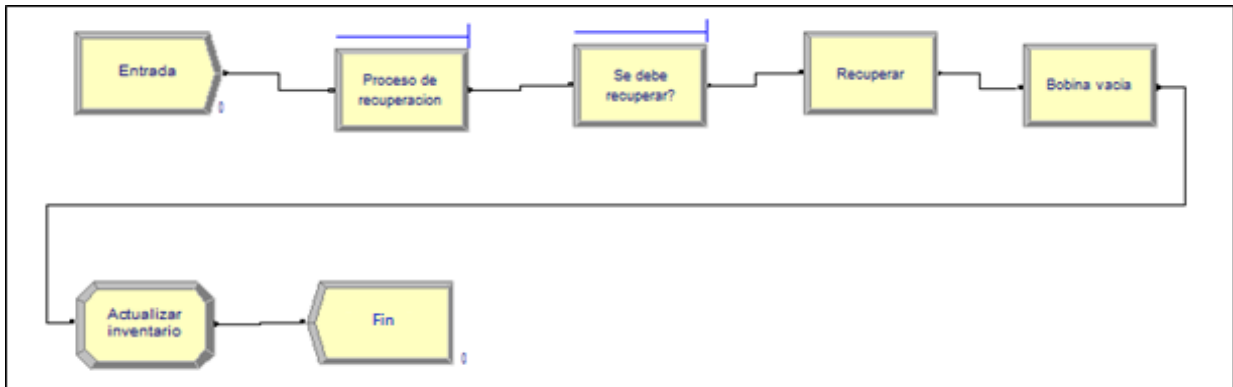 Entrada
0
Proceso de
recuperacion
Se debe
recuperar?
Recuperar
Bobina vacia
Actualizar
inventario
Fin
0